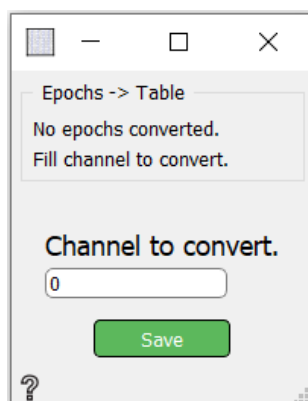 Epochs -> Table
No epochs converted.
Fill channel to convert.
Channel to convert.
0
Save
?